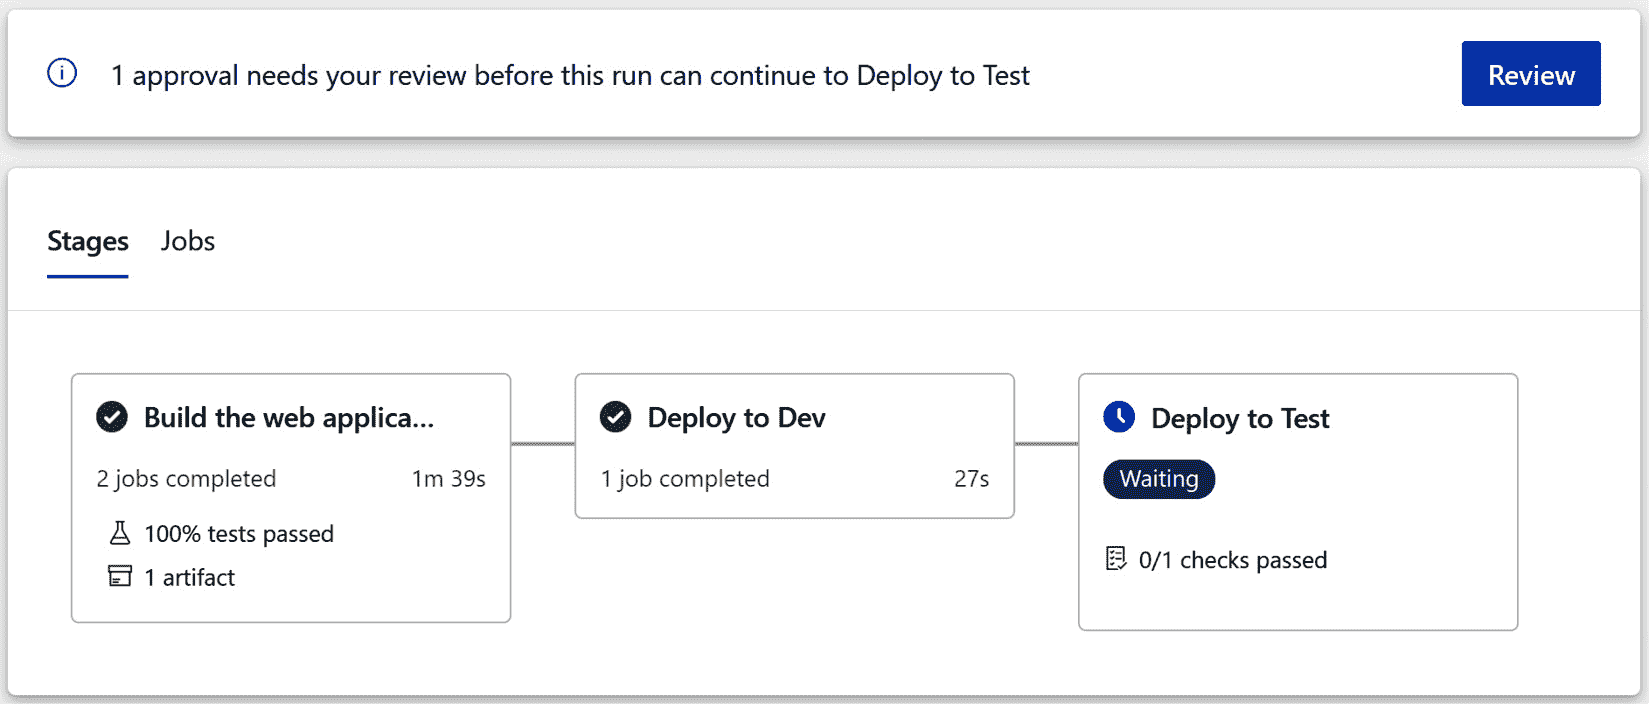 1 approval needs your review before this run can continue to Deploy to Test
Review
Stages
Jobs
Build the web applica...
2 jobs completed
1m 39s
100% tests passed
1 artifact
Deploy to Dev
1 job completed
27s
Deploy to Test
Waiting
0/1 checks passed